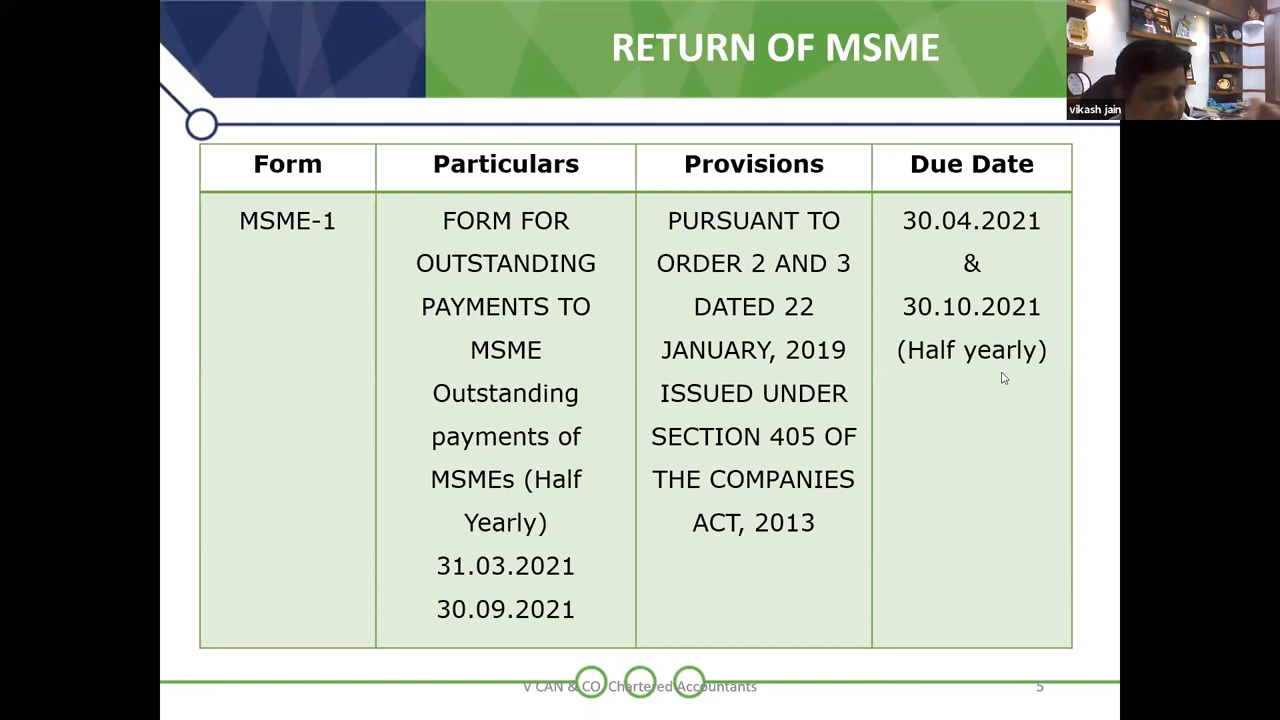 RETURN OF MSME
vikash jain
Form Particulars Provisions Due Date
MSME-1
FORM FOR
OUTSTANDING
PAYMENTS TO
MSME
Outstanding
payments of
MSMEs (Half
Yearly)
31.03.2021
30.09.2021
PURSUANT TO
ORDER 2 AND 3
DATED 22
JANUARY, 2019
ISSUED UNDER
SECTION 405 OF
THE COMPANIES
ACT, 2013
30.04.2021
&
30.10.2021
(Half yearly)
V CAN & CO, Chartered Accountants
5